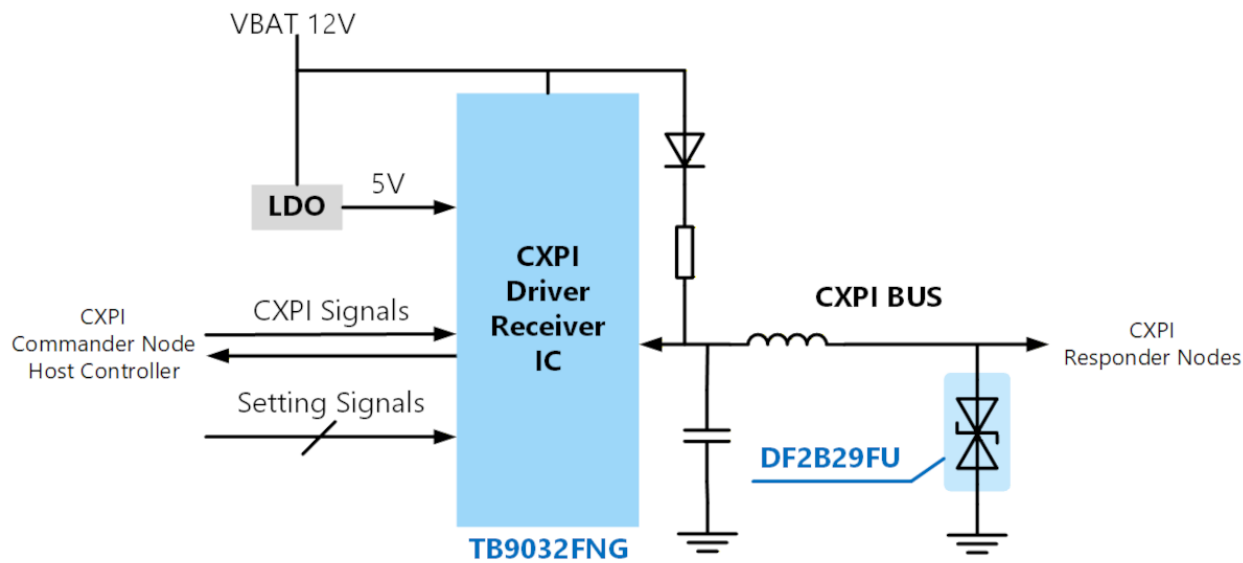 VBAT 12V
LDO
5V
CXPI
Driver
Receiver
IC
CXPI Signals
CXPI BUS
CXPI
Commander Node
Host Controller
CXPI
Responder Nodes
Setting Signals
DF2B29FU
TB9032FNG